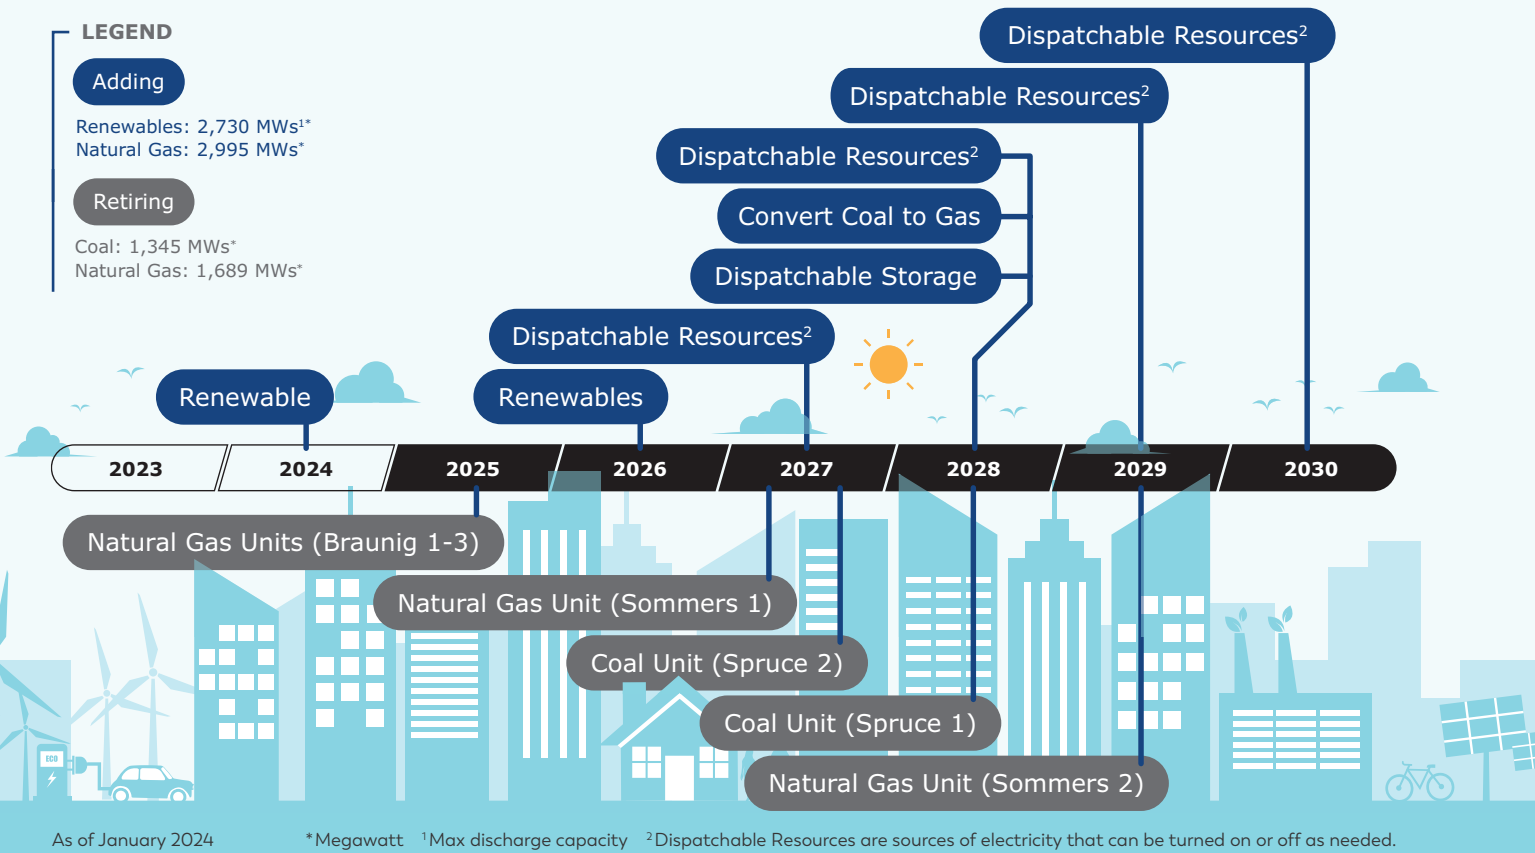 LEGEND
Adding
Renewables: 2,730 MWs¹*
Natural Gas: 2,995 MWs*
Retiring
Coal: 1,345 MWs*
Natural Gas: 1,689 MWs*
Dispatchable Resources²
Dispatchable Resources²
Dispatchable Resources²
Convert Coal to Gas
Dispatchable Storage
Dispatchable Resources²
Renewable
Renewables
2023
2024
2025
2026
2027
2028
2029
2030
Natural Gas Units (Braunig 1-3)
Natural Gas Unit (Sommers 1)
Coal Unit (Spruce 2)
Coal Unit (Spruce 1)
Natural Gas Unit (Sommers 2)
ECO
As of January 2024 *Megawatt ¹Max discharge capacity ²Dispatchable Resources are sources of electricity that can be turned on or off as needed.